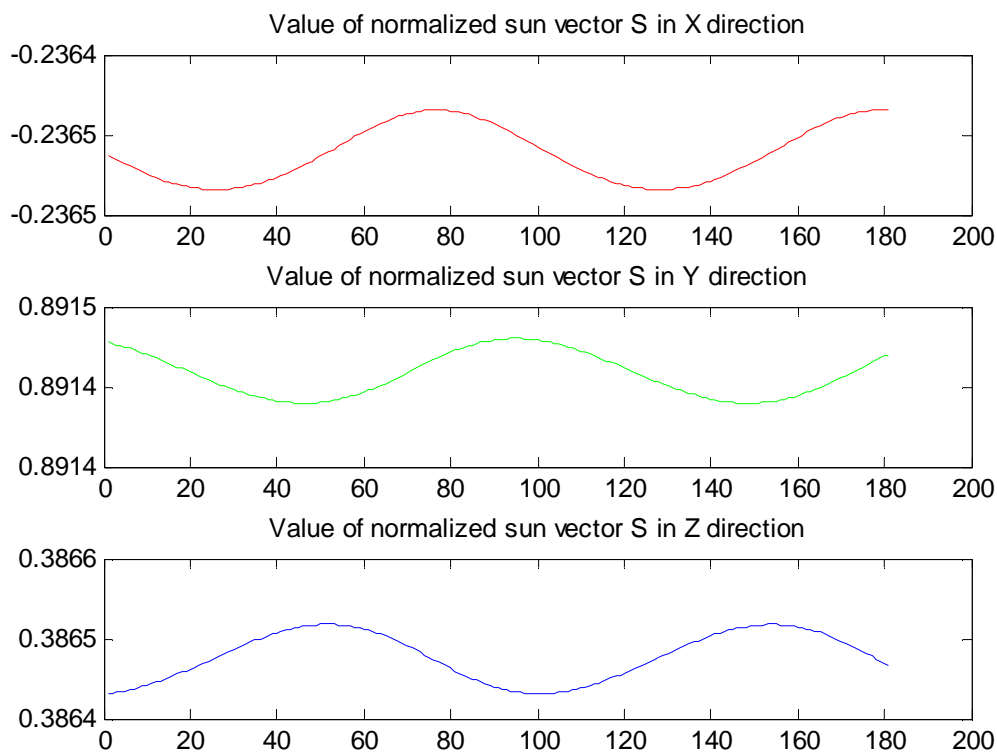 Value of normalized sun vector S in X direction
-0.2364
-0.2365
-0.2365
0 20 40 60 80 100 120 140 160 180 200
Value of normalized sun vector S in Y direction
0.8915
0.8914
0.8914
0 20 40 60 80 100 120 140 160 180 200
Value of normalized sun vector S in Z direction
0.3866
0.3865
0.3864
0 20 40 60 80 100 120 140 160 180 200